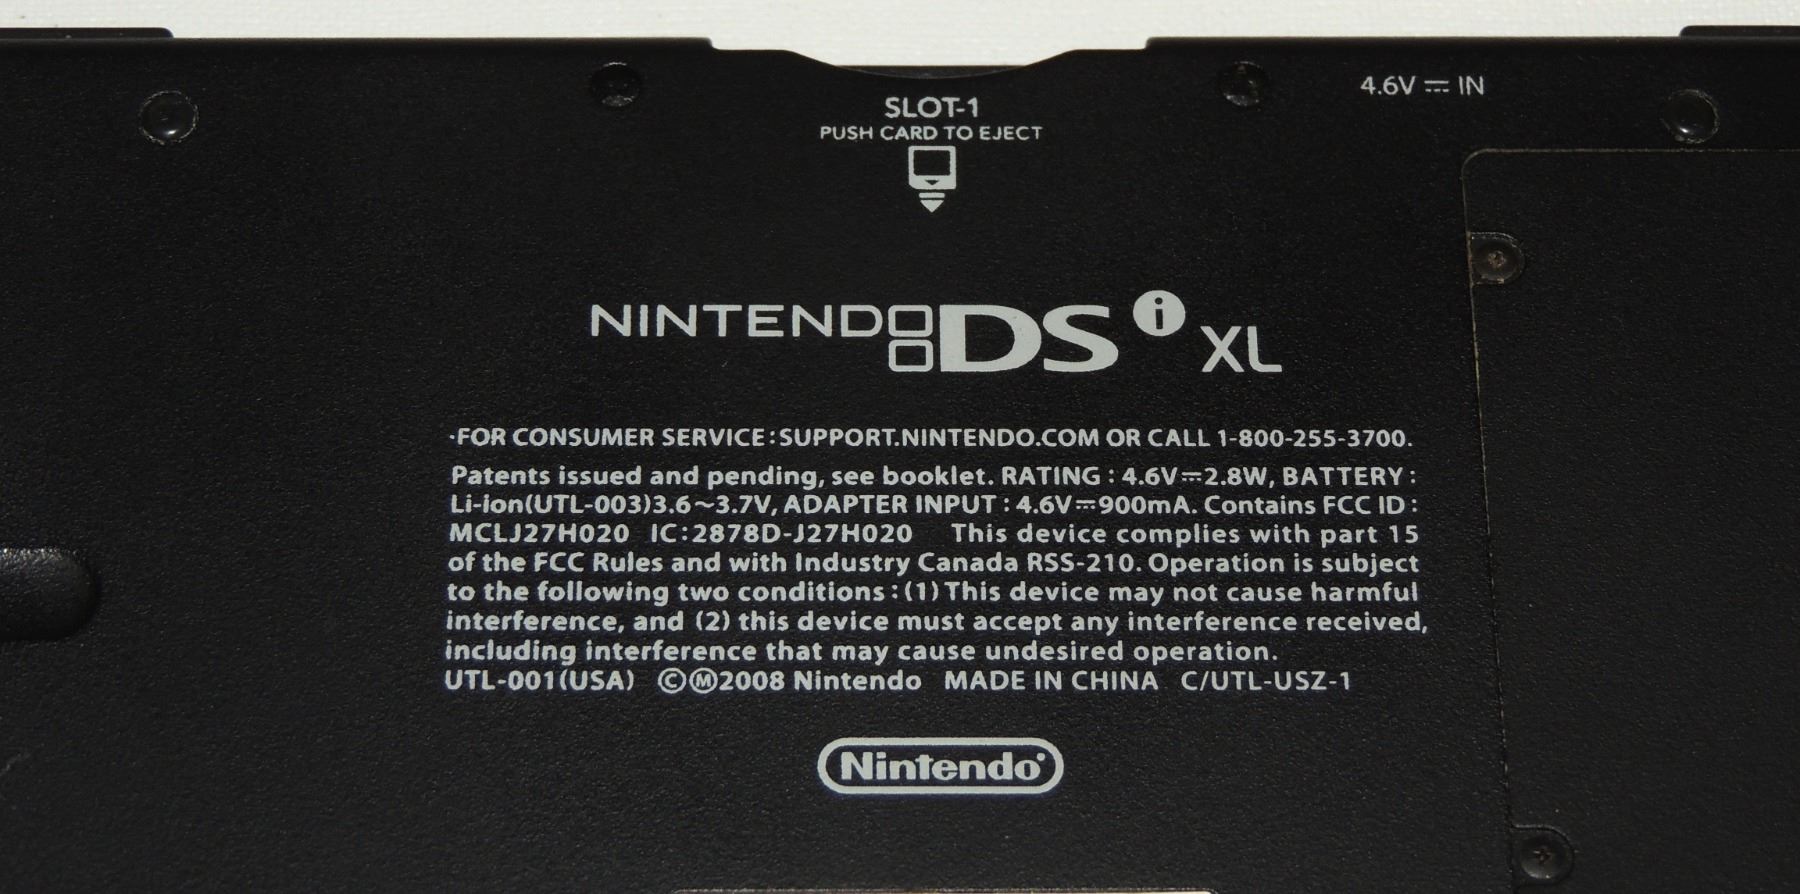 4.6V ⎓ IN
SLOT-1
PUSH CARD TO EJECT
NINTENDO DSi XL
·FOR CONSUMER SERVICE:SUPPORT.NINTENDO.COM OR CALL 1-800-255-3700.
Patents issued and pending, see booklet. RATING : 4.6V⎓2.8W, BATTERY :
Li-ion(UTL-003)3.6~3.7V, ADAPTER INPUT : 4.6V⎓900mA. Contains FCC ID :
MCLJ27H020 IC:2878D-J27H020 This device complies with part 15
of the FCC Rules and with Industry Canada RSS-210. Operation is subject
to the following two conditions : (1) This device may not cause harmful
interference, and (2) this device must accept any interference received,
including interference that may cause undesired operation.
UTL-001(USA) ©Ⓜ2008 Nintendo MADE IN CHINA C/UTL-USZ-1
Nintendo